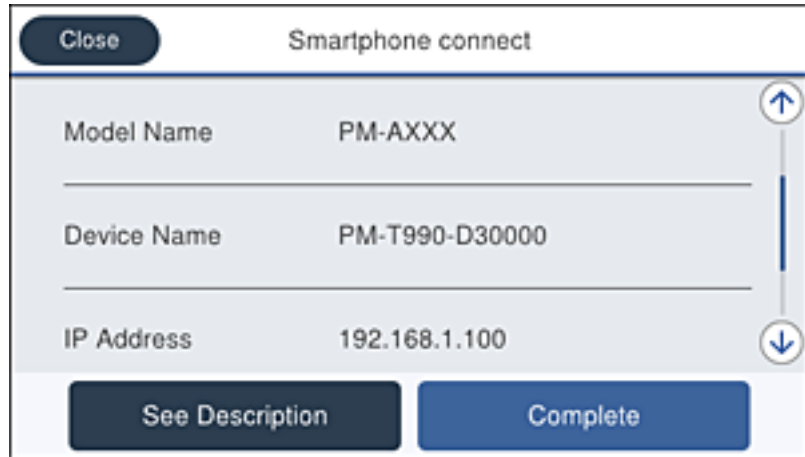 Close Smartphone connect
Model Name PM-AXXX
Device Name PM-T990-D30000
IP Address 192.168.1.100
See Description Complete